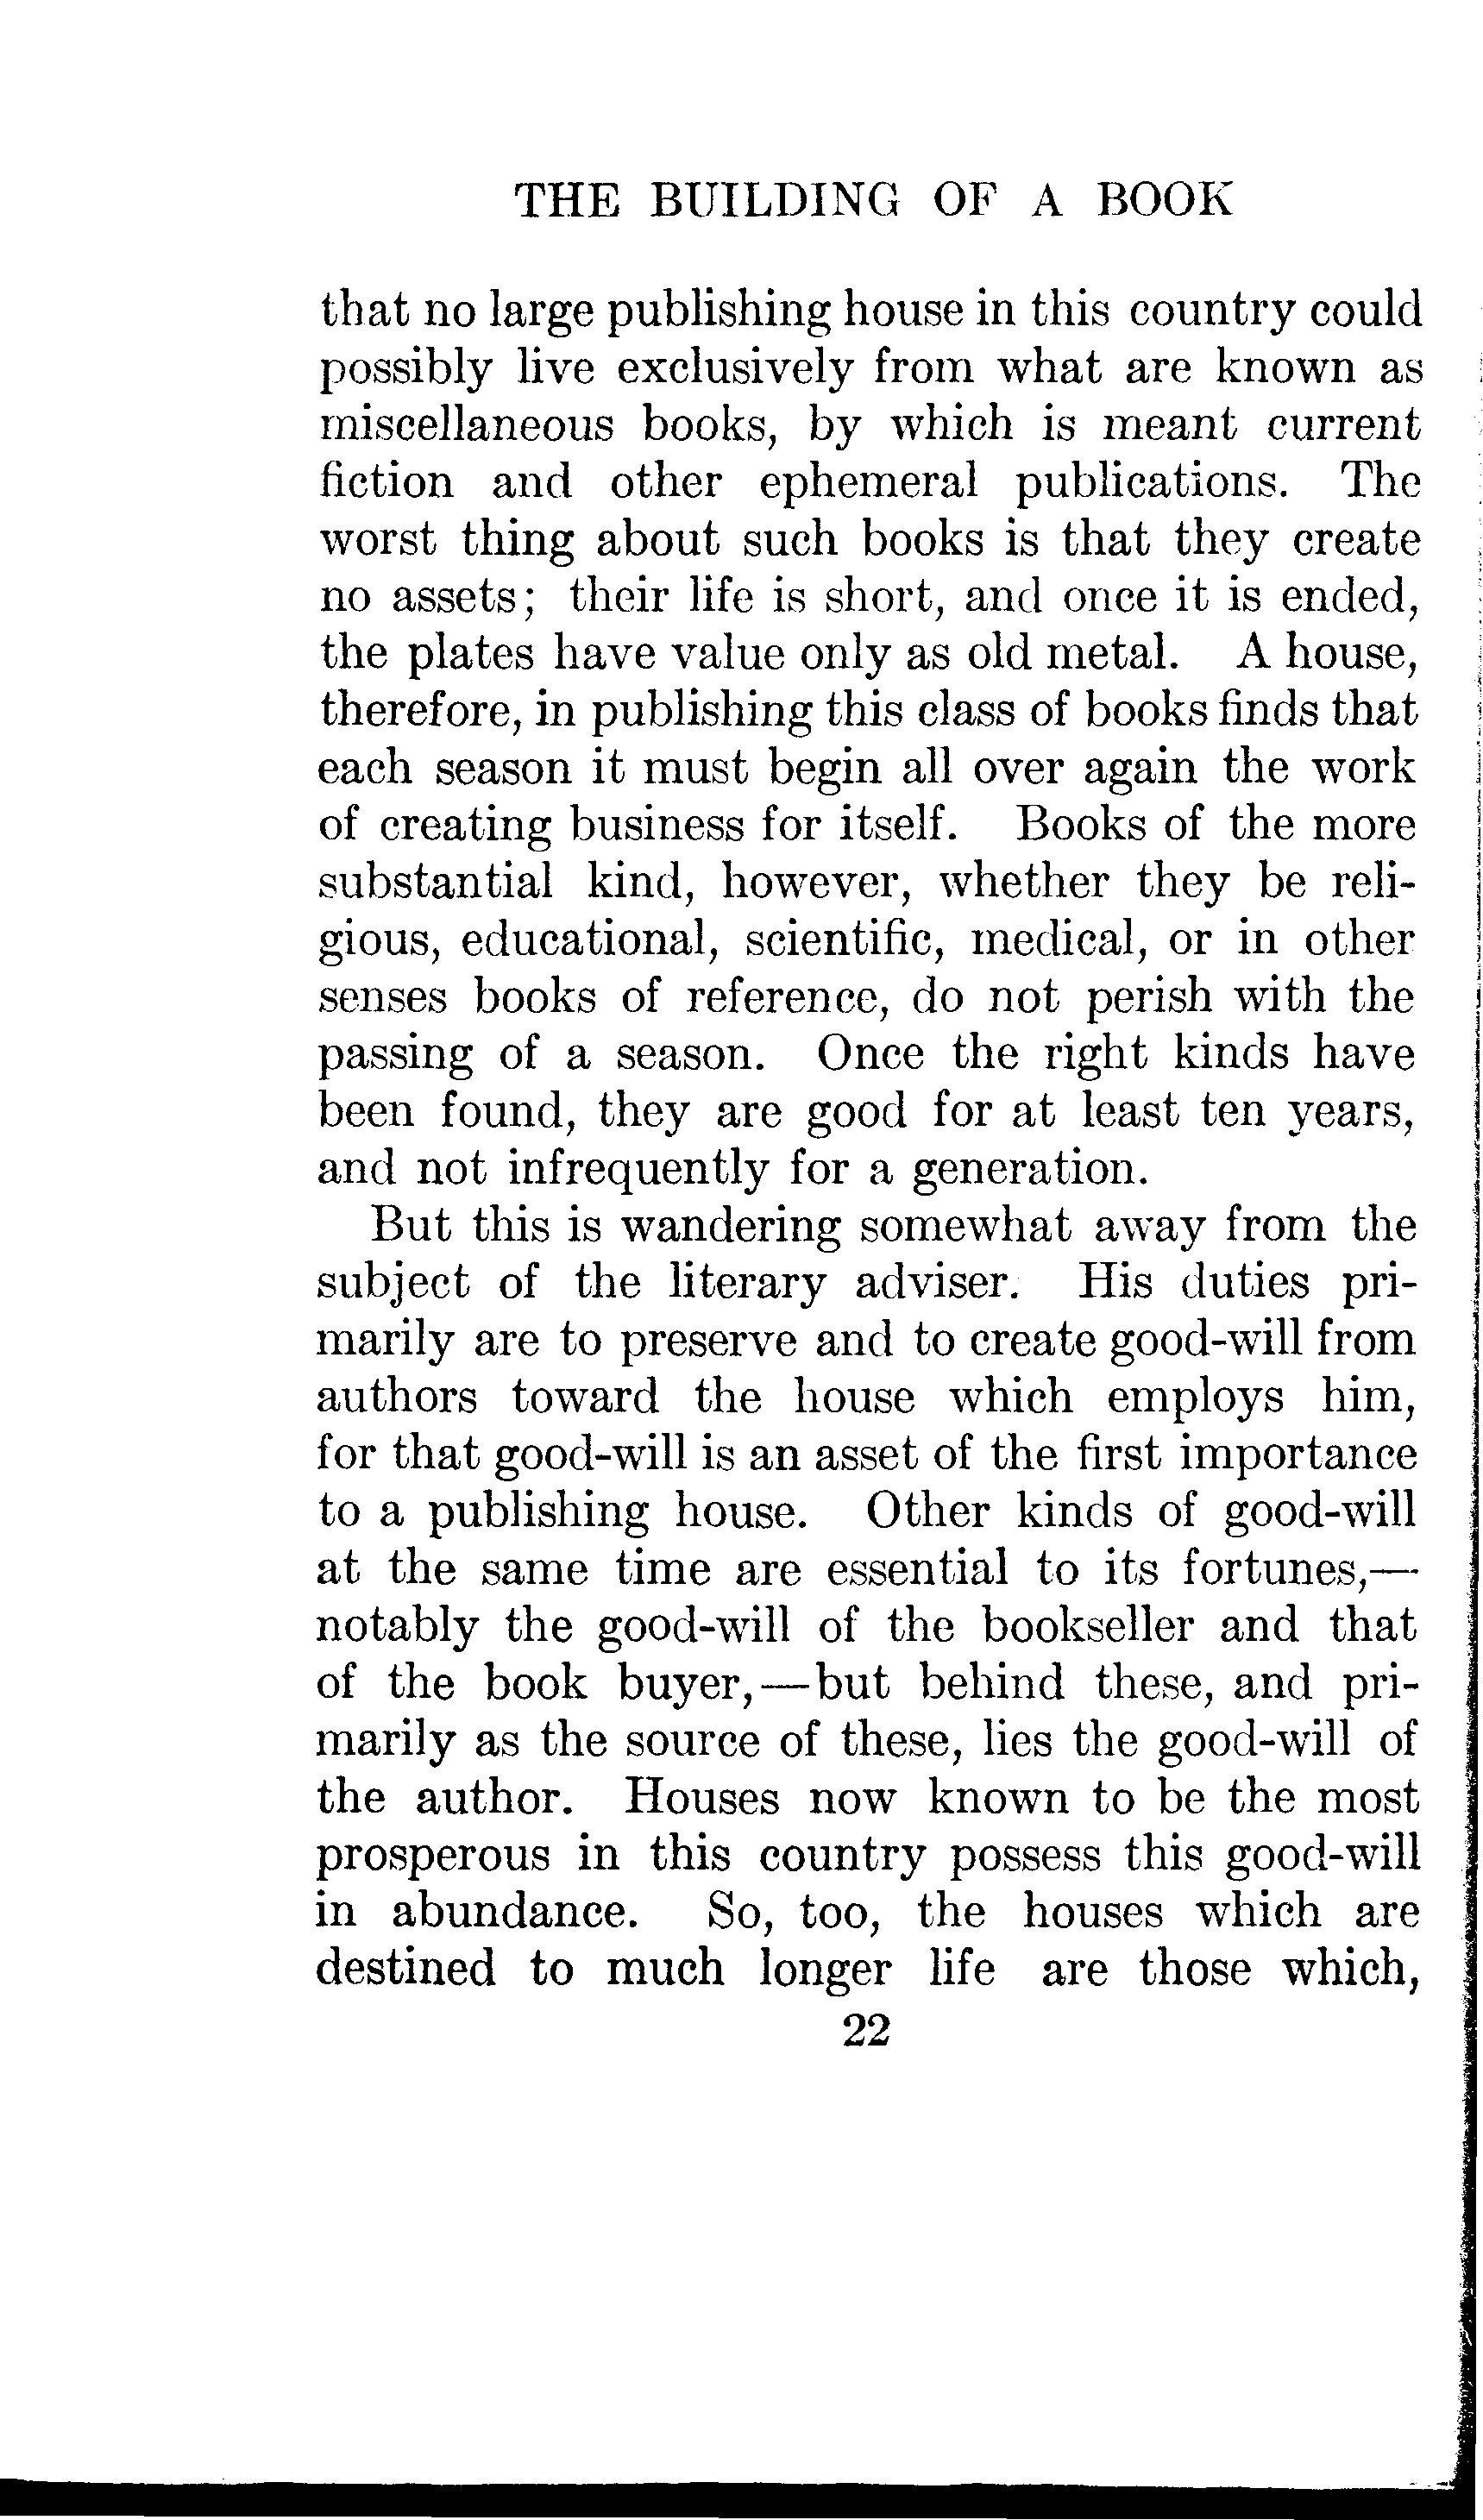 THE BUILDING OF A BOOK
that no large publishing house in this country could
possibly live exclusively from what are known as
miscellaneous books, by which is meant current
fiction and other ephemeral publications. The
worst thing about such books is that they create
no assets; their life is short, and once it is ended,
the plates have value only as old metal. A house,
therefore, in publishing this class of books finds that
each season it must begin all over again the work
of creating business for itself. Books of the more
substantial kind, however, whether they be reli-
gious, educational, scientific, medical, or in other
senses books of reference, do not perish with the
passing of a season. Once the right kinds have
been found, they are good for at least ten years,
and not infrequently for a generation.
But this is wandering somewhat away from the
subject of the literary adviser. His duties pri-
marily are to preserve and to create good-will from
authors toward the house which employs him,
for that good-will is an asset of the first importance
to a publishing house. Other kinds of good-will
at the same time are essential to its fortunes,—
notably the good-will of the bookseller and that
of the book buyer,—but behind these, and pri-
marily as the source of these, lies the good-will of
the author. Houses now known to be the most
prosperous in this country possess this good-will
in abundance. So, too, the houses which are
destined to much longer life are those which,
22